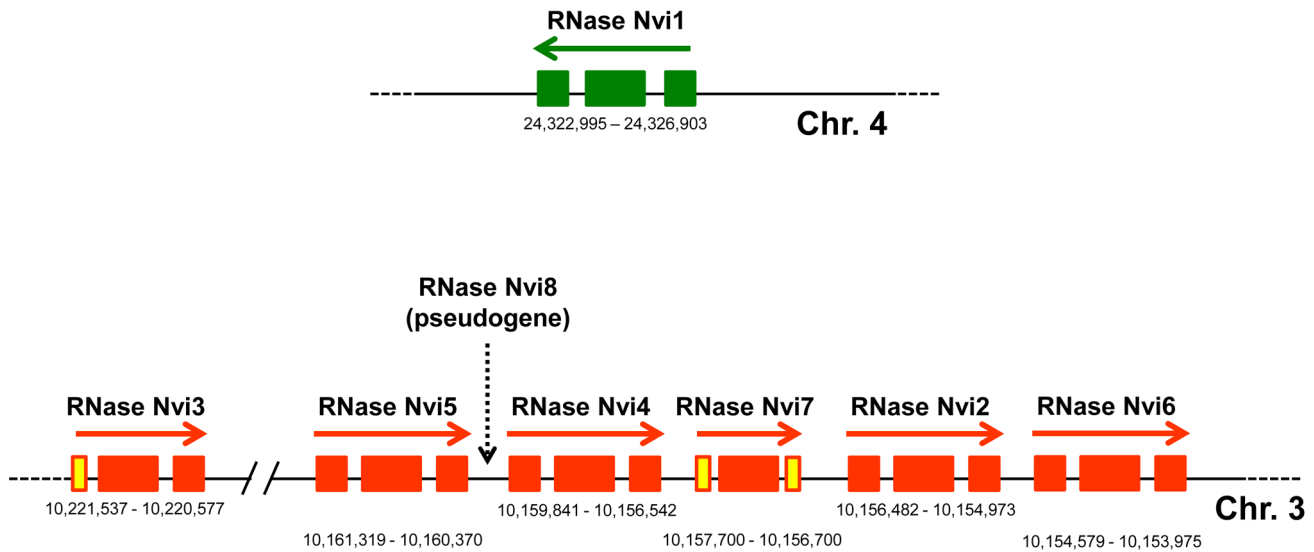 RNase Nvi1
24,322,995 – 24,326,903
Chr. 4
RNase Nvi8
(pseudogene)
RNase Nvi3
RNase Nvi5
RNase Nvi4
RNase Nvi7
RNase Nvi2
RNase Nvi6
Chr. 3
10,221,537 - 10,220,577
10,159,841 - 10,156,542
10,156,482 - 10,154,973
10,161,319 - 10,160,370
10,157,700 - 10,156,700
10,154,579 - 10,153,975